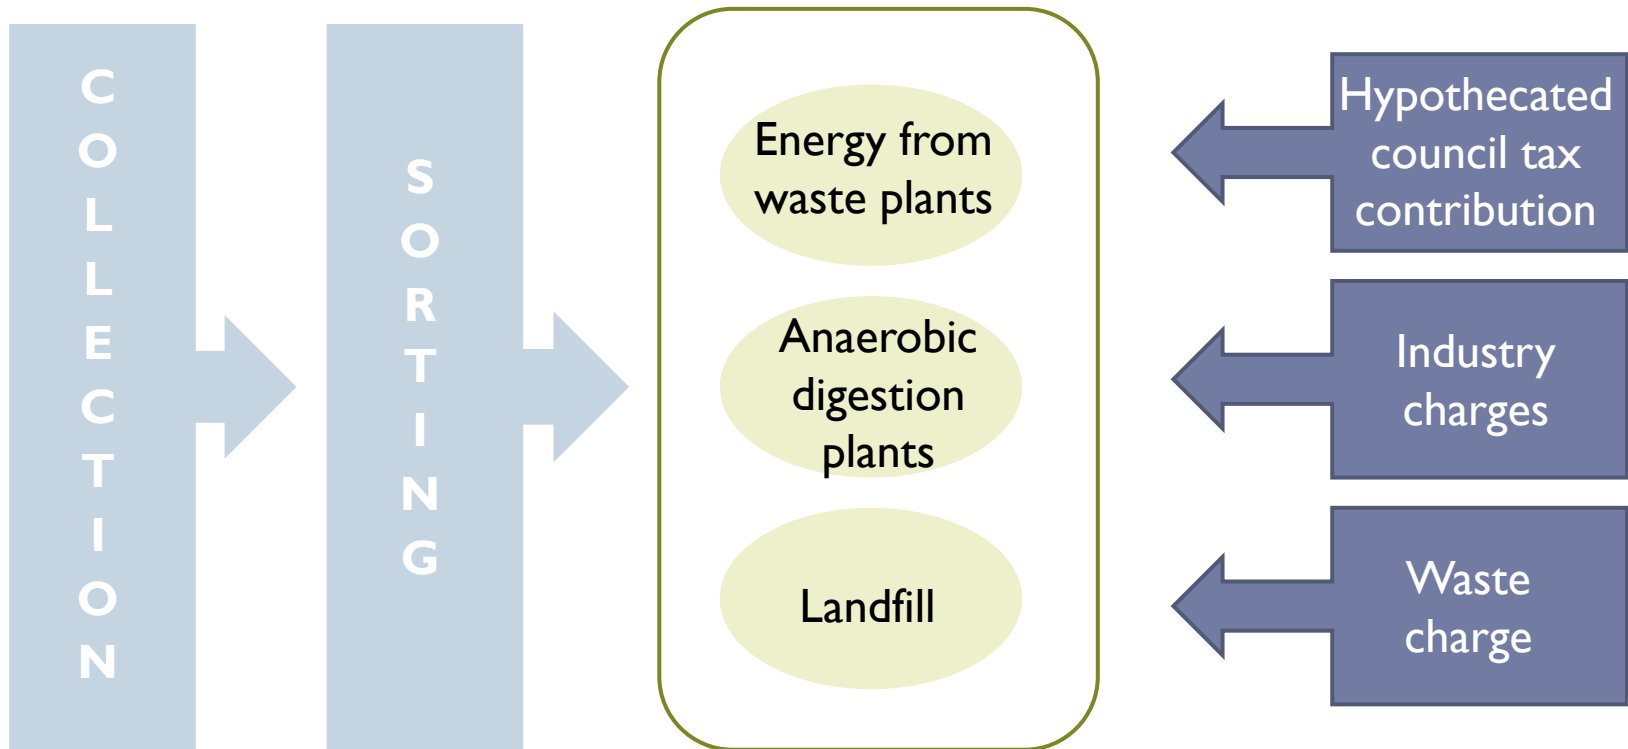 COLLECTION
SORTING
Energy from
waste plants
Anaerobic
digestion
plants
Landfill
Hypothecated
council tax
contribution
Industry
charges
Waste
charge